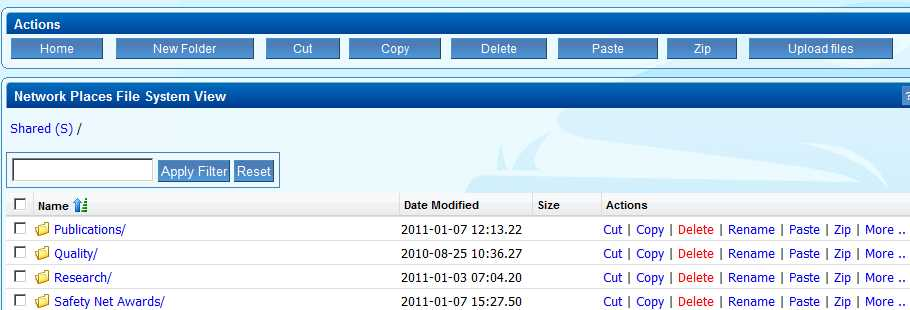 Actions
Home New Folder Cut Copy Delete Paste Zip Upload files
Network Places File System View ?
Shared (S) /
Apply Filter Reset
Name Date Modified Size Actions
Publications/ 2011-01-07 12:13.22 Cut | Copy | Delete | Rename | Paste | Zip | More ..
Quality/ 2010-08-25 10:36.27 Cut | Copy | Delete | Rename | Paste | Zip | More ..
Research/ 2011-01-03 07:04.20 Cut | Copy | Delete | Rename | Paste | Zip | More ..
Safety Net Awards/ 2011-01-07 15:27.50 Cut | Copy | Delete | Rename | Paste | Zip | More ..